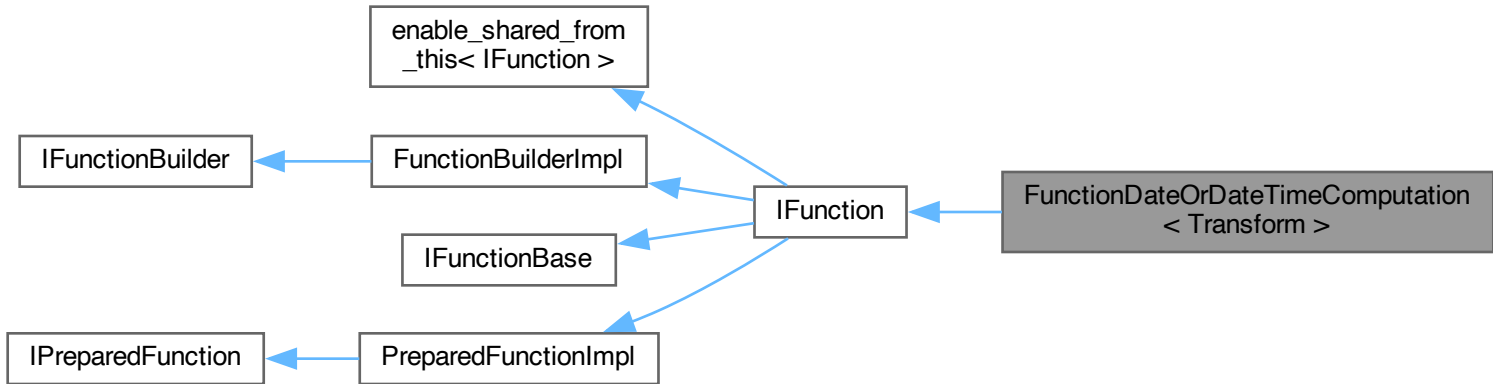 enable_shared_from
_this< IFunction >
IFunctionBuilder
FunctionBuilderImpl
IFunction
FunctionDateOrDateTimeComputation
< Transform >
IFunctionBase
IPreparedFunction
PreparedFunctionImpl